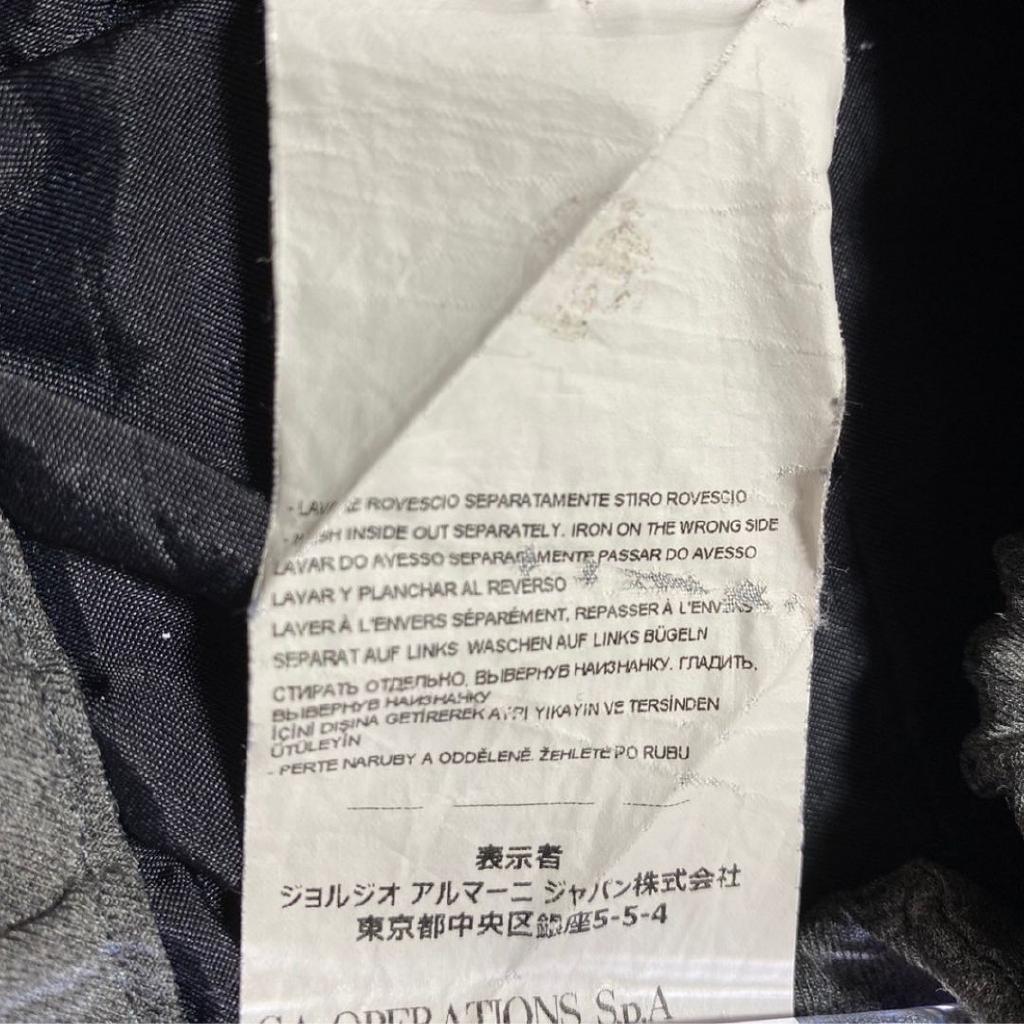 - LAVARE ROVESCIO SEPARATAMENTE STIRO ROVESCIO
- WASH INSIDE OUT SEPARATELY. IRON ON THE WRONG SIDE
LAVAR DO AVESSO SEPARADAMENTE PASSAR DO AVESSO
LAVAR Y PLANCHAR AL REVERSO
LAVER À L'ENVERS SÉPARÉMENT, REPASSER À L'ENVERS
SEPARAT AUF LINKS WASCHEN AUF LINKS BÜGELN
СТИРАТЬ ОТДЕЛЬНО, ВЫВЕРНУВ НАИЗНАНКУ. ГЛАДИТЬ,
ВЫВЕРНУВ НАИЗНАНКУ
İÇİNİ DIŞINA GETİREREK AYRI YIKAYIN VE TERSİNDEN
ÜTÜLEYİN
- PERTE NARUBY A ODDĚLENĚ. ŽEHLETE PO RUBU
表示者
ジョルジオ アルマーニ ジャパン株式会社
東京都中央区銀座5-5-4
GA OPERATIONS S.p.A